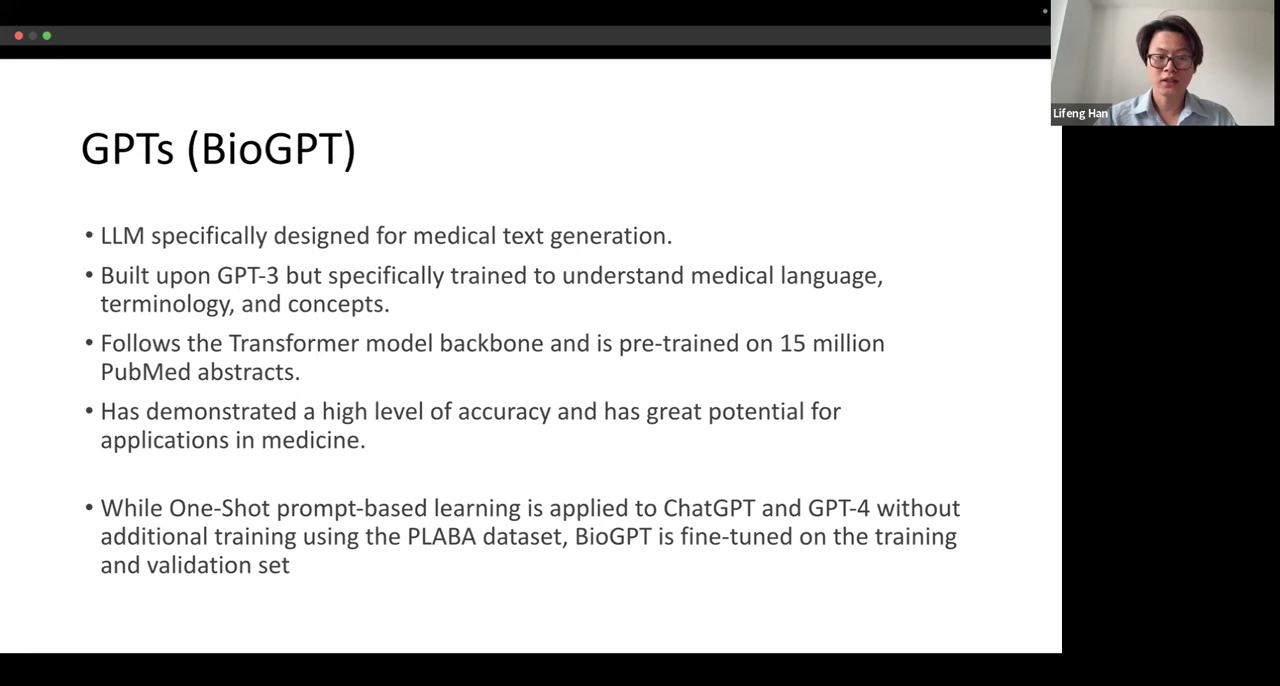 GPTs (BioGPT)
• LLM specifically designed for medical text generation.
• Built upon GPT-3 but specifically trained to understand medical language,
terminology, and concepts.
• Follows the Transformer model backbone and is pre-trained on 15 million
PubMed abstracts.
• Has demonstrated a high level of accuracy and has great potential for
applications in medicine.
• While One-Shot prompt-based learning is applied to ChatGPT and GPT-4 without
additional training using the PLABA dataset, BioGPT is fine-tuned on the training
and validation set
Lifeng Han